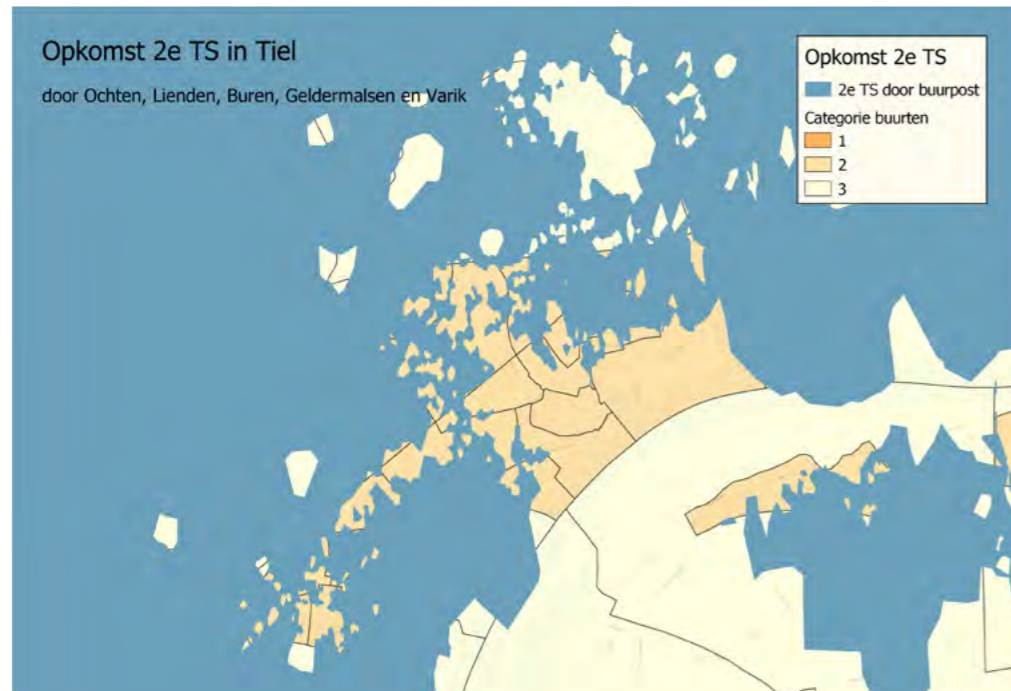 Opkomst 2e TS in Tiel
door Ochten, Lienden, Buren, Geldermalsen en Varik
Opkomst 2e TS
2e TS door buurpost
Categorie buurten
1
2
3